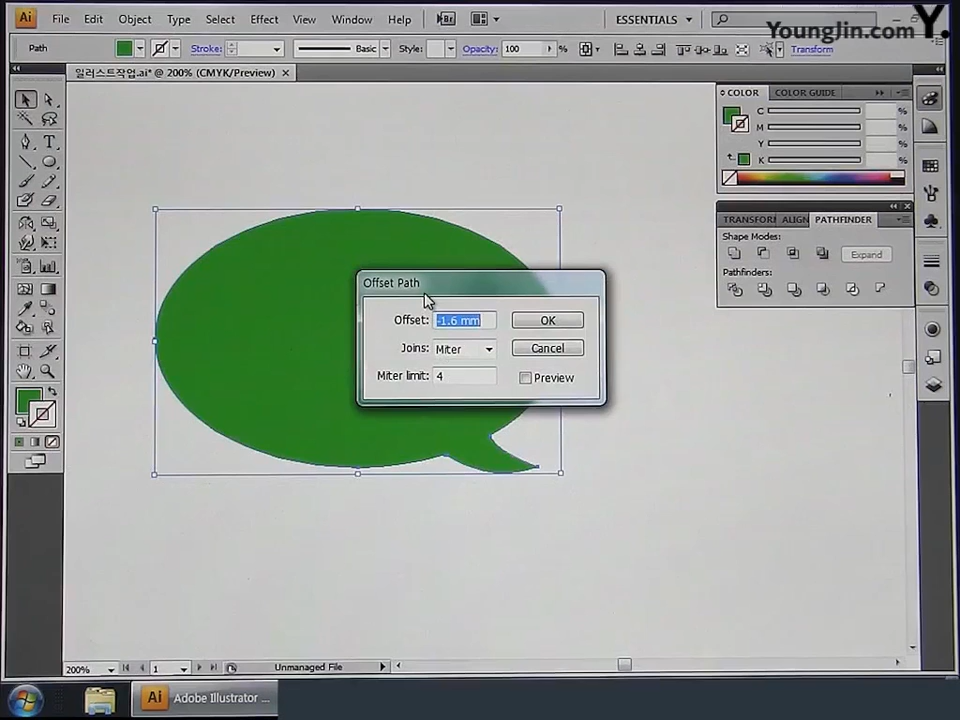 Ai File Edit Object Type Select Effect View Window Help Br ESSENTIALS
Y.
YoungJin.com
Path Stroke: Basic Style: Opacity: 100 % Transform
일러스트작업.ai* @ 200% (CMYK/Preview)
COLOR COLOR GUIDE
C %
M %
Y %
K %
TRANSFORM ALIGN PATHFINDER
Shape Modes:
Expand
Pathfinders:
Offset Path
Offset: -1.6 mm OK
Joins: Miter Cancel
Miter limit: 4 Preview
200% 1 Unmanaged File
Ai Adobe Illustrator ...